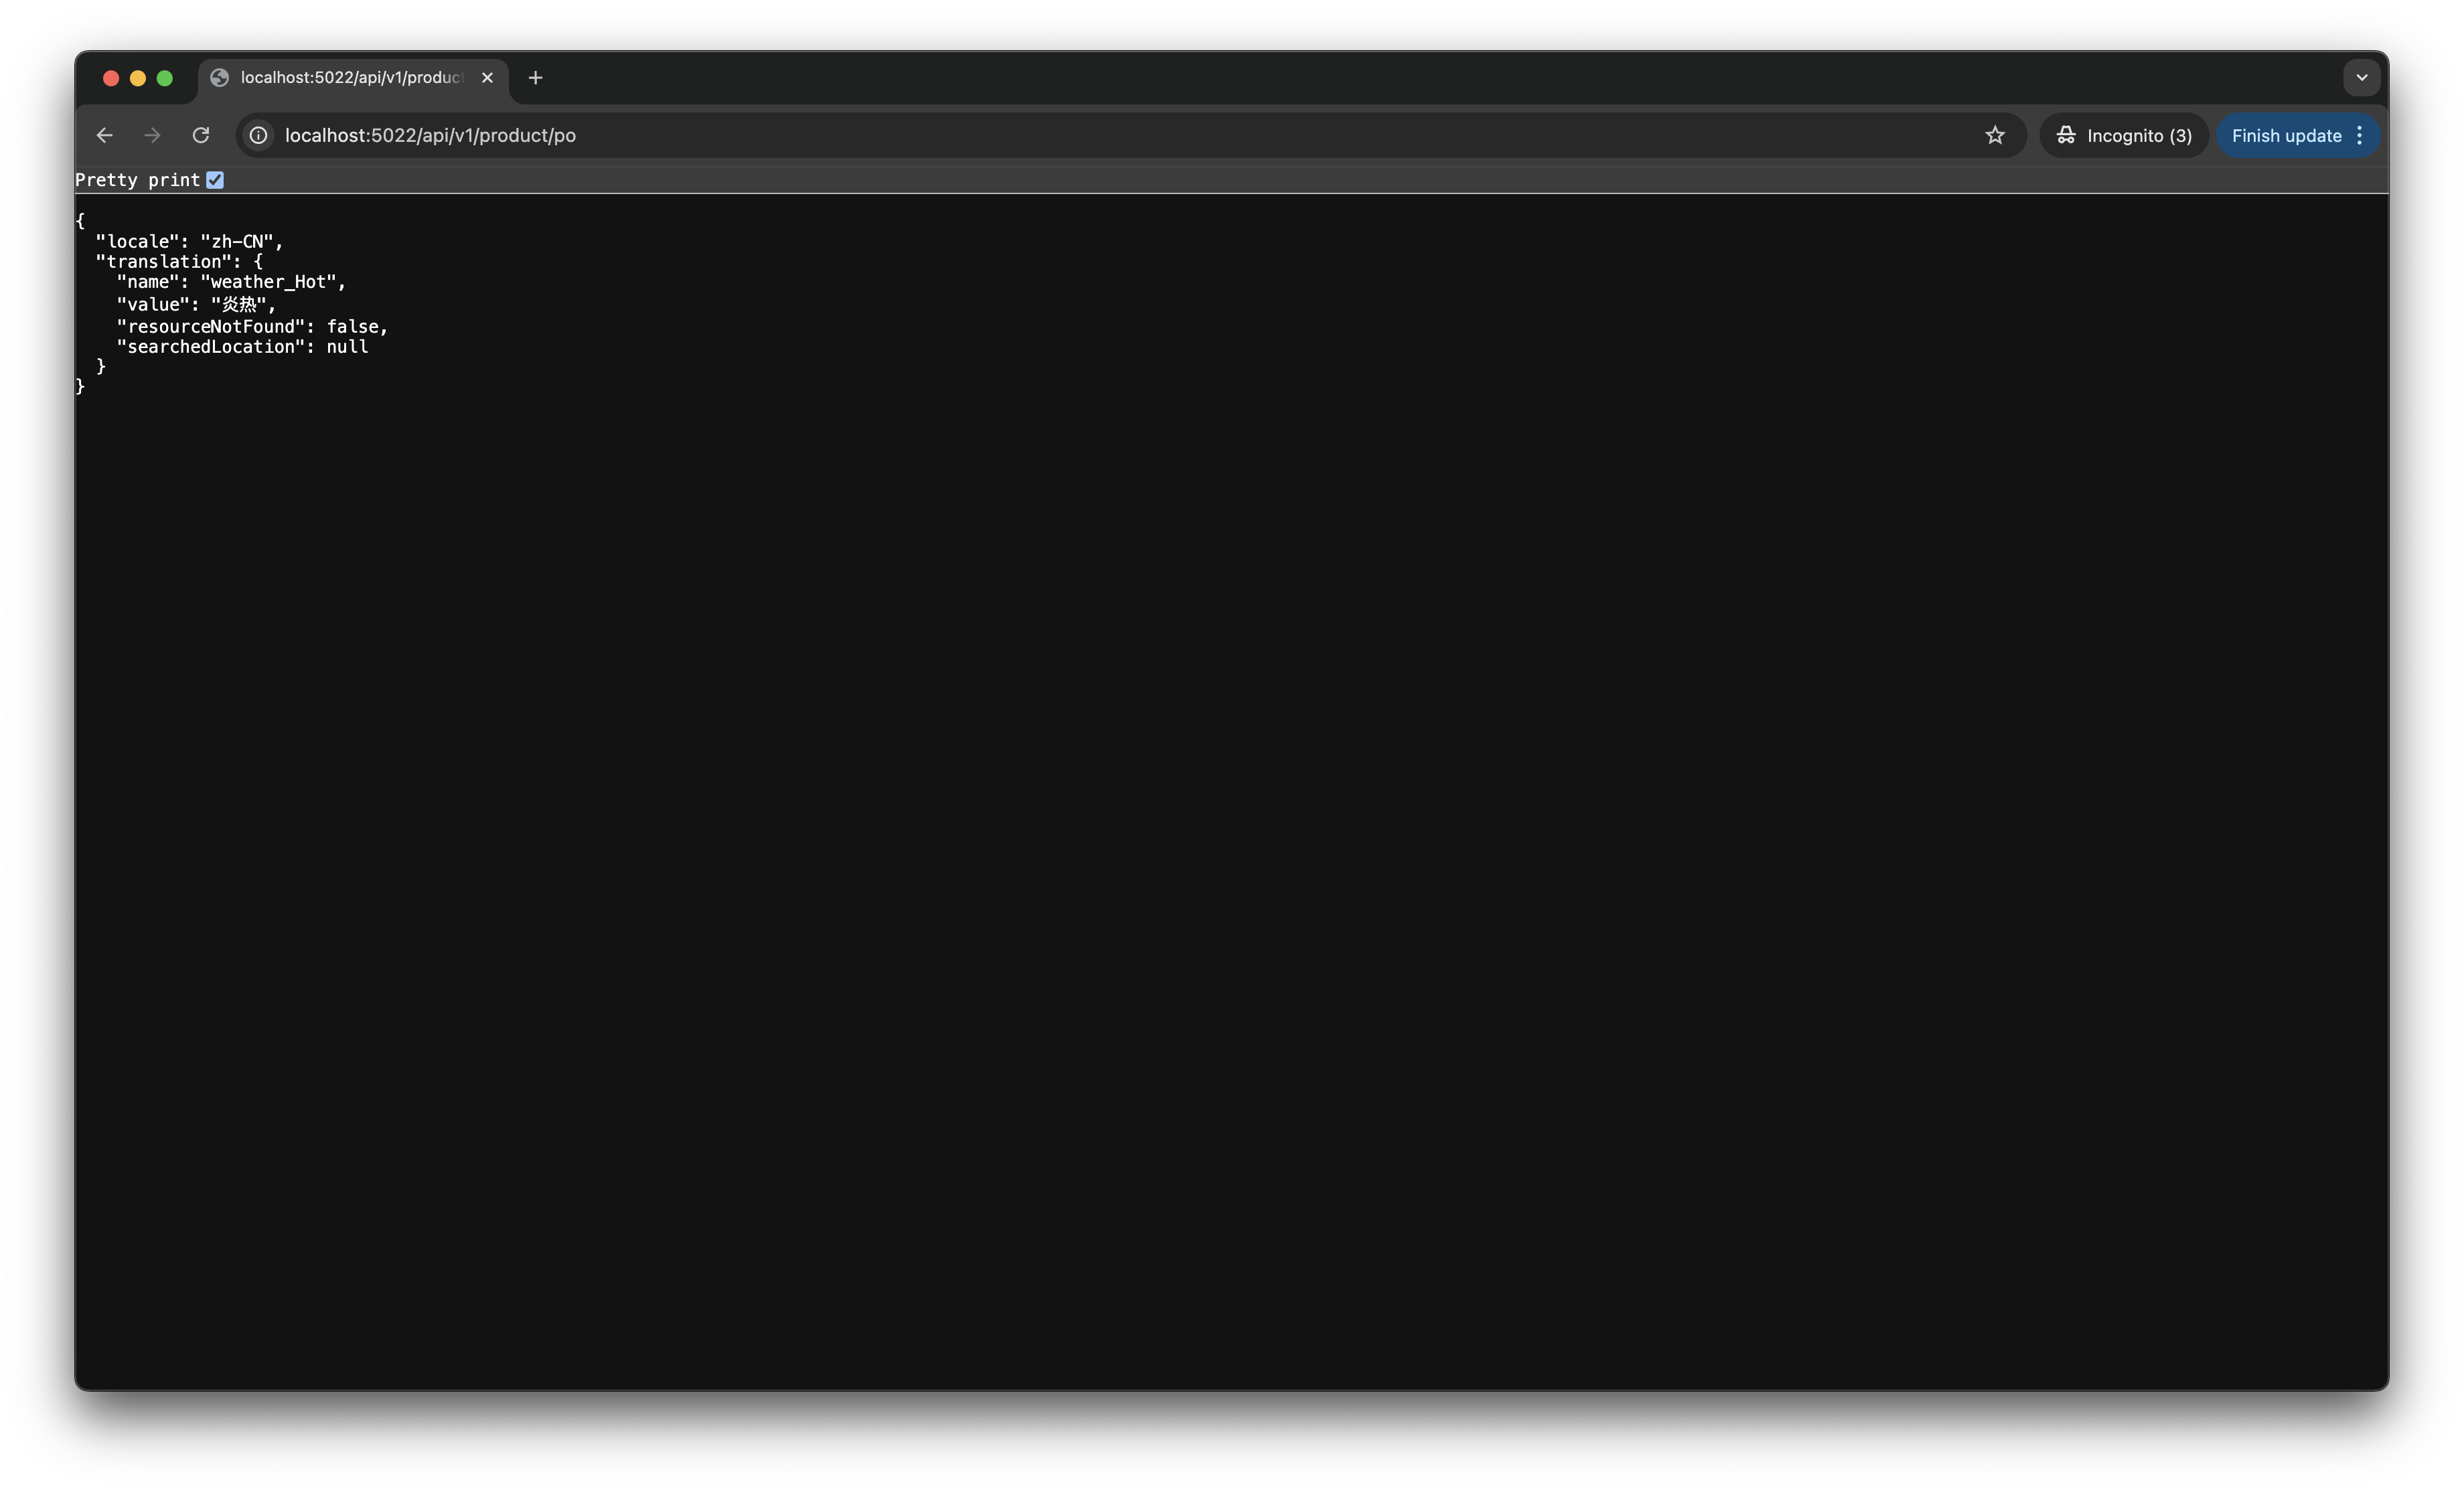 localhost:5022/api/v1/produc
localhost:5022/api/v1/product/po
Incognito (3)
Finish update
Pretty print
{
  "locale": "zh-CN",
  "translation": {
    "name": "weather_Hot",
    "value": "炎热",
    "resourceNotFound": false,
    "searchedLocation": null
  }
}